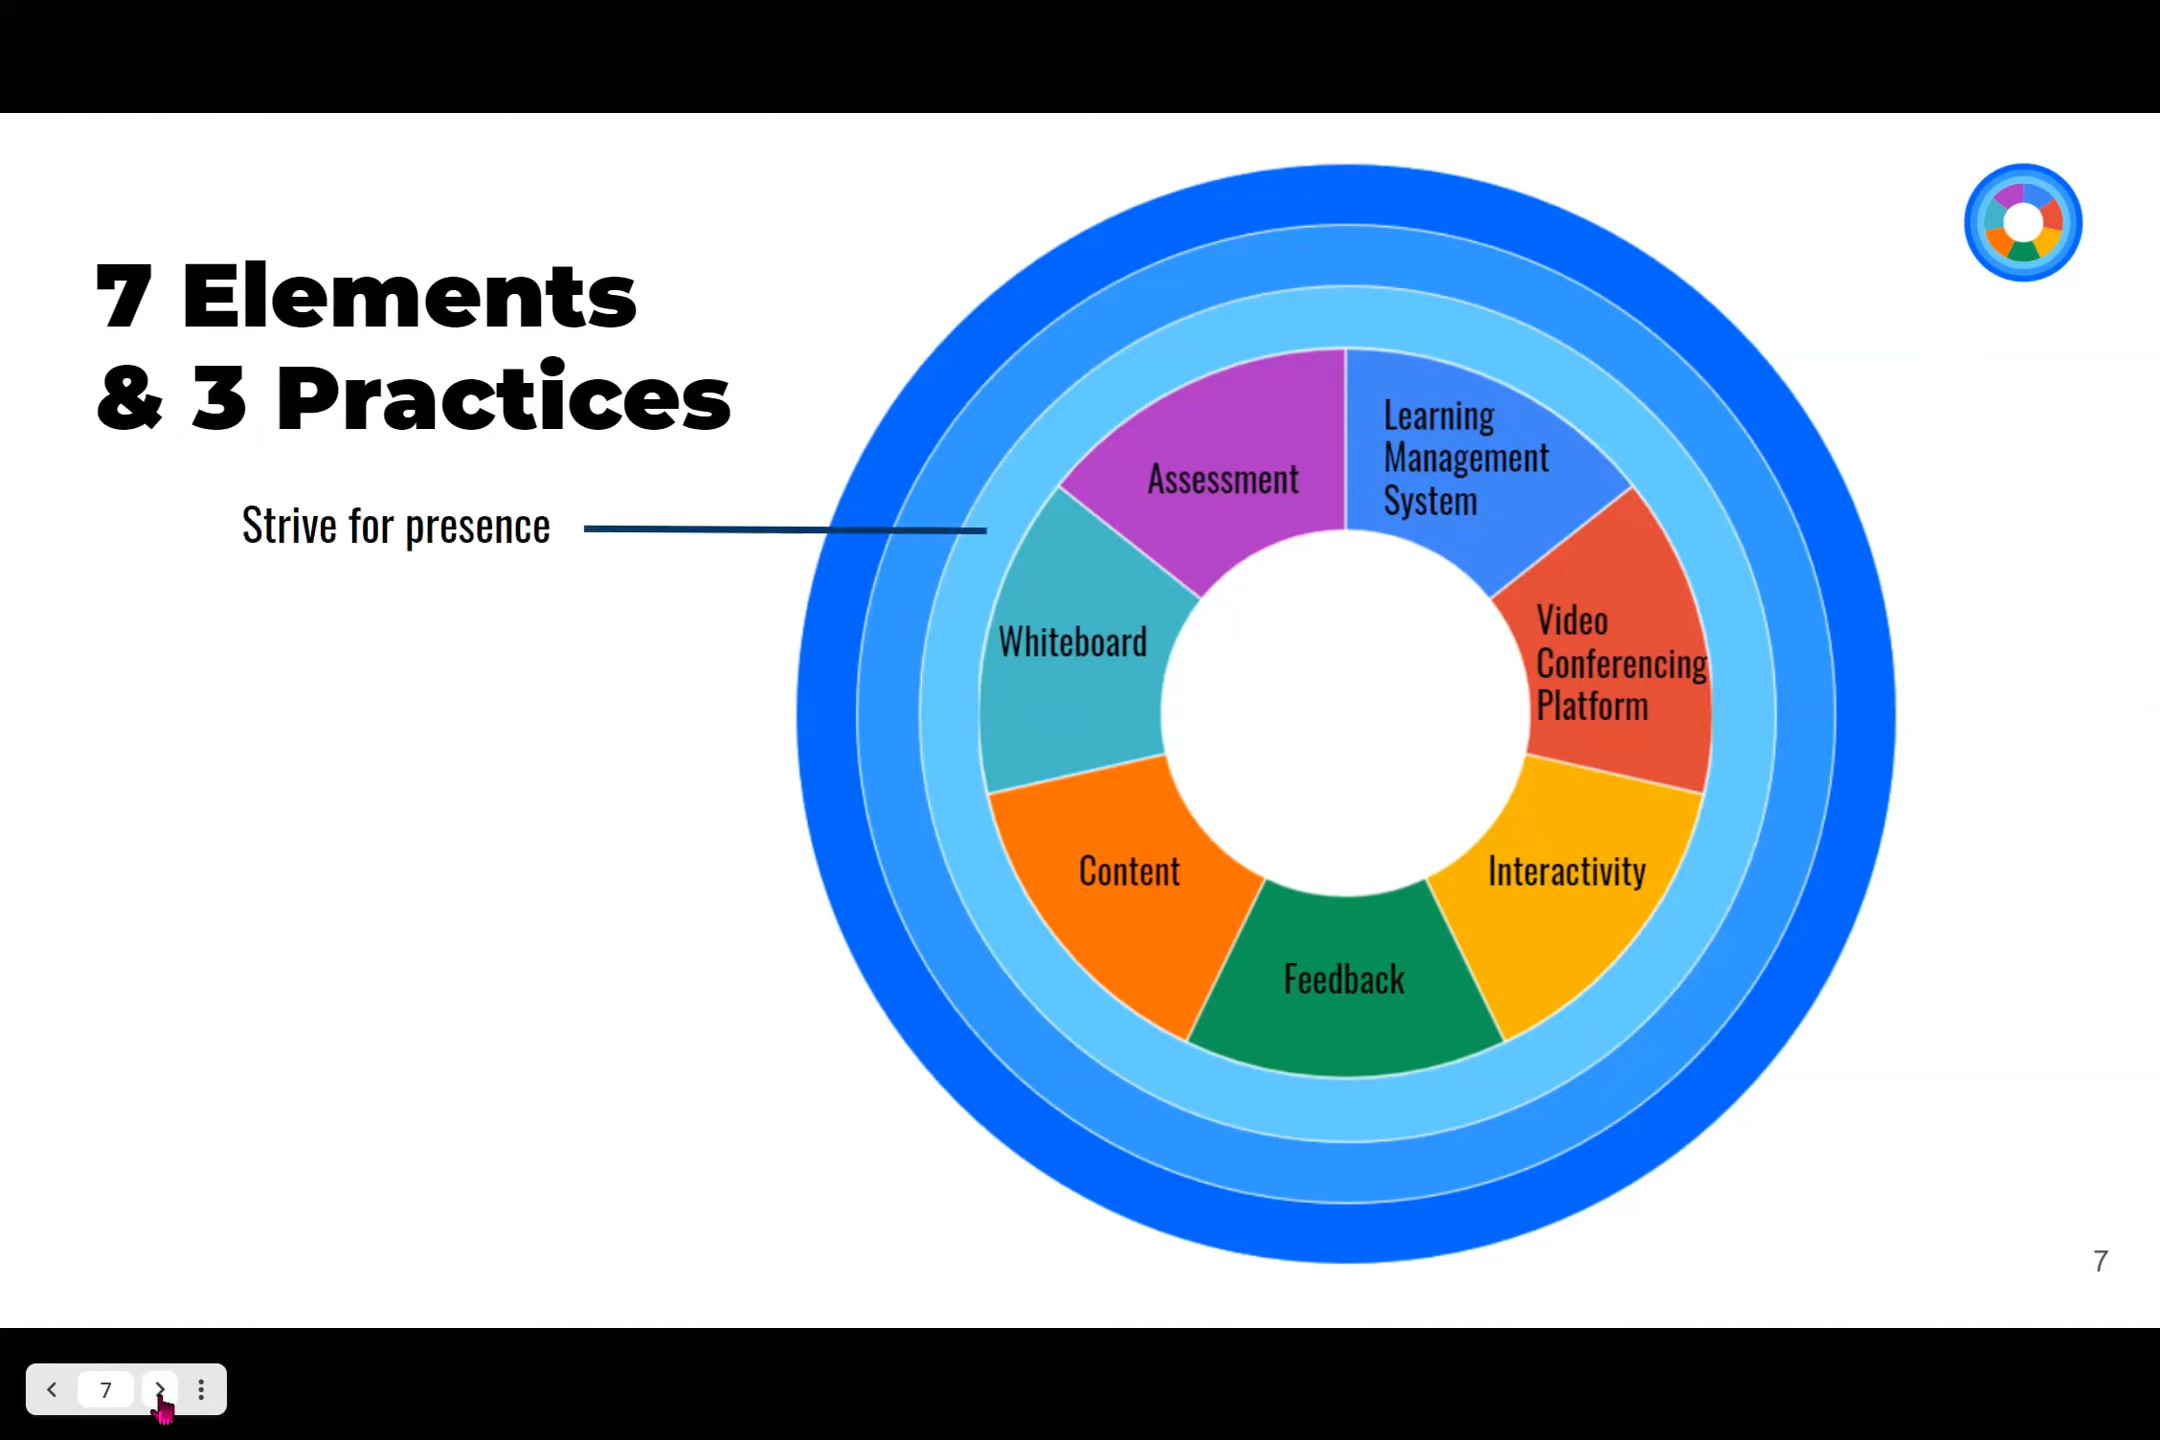 7 Elements
& 3 Practices
Strive for presence
Assessment
Learning
Management
System
Whiteboard
Video
Conferencing
Platform
Content
Interactivity
Feedback
7
7